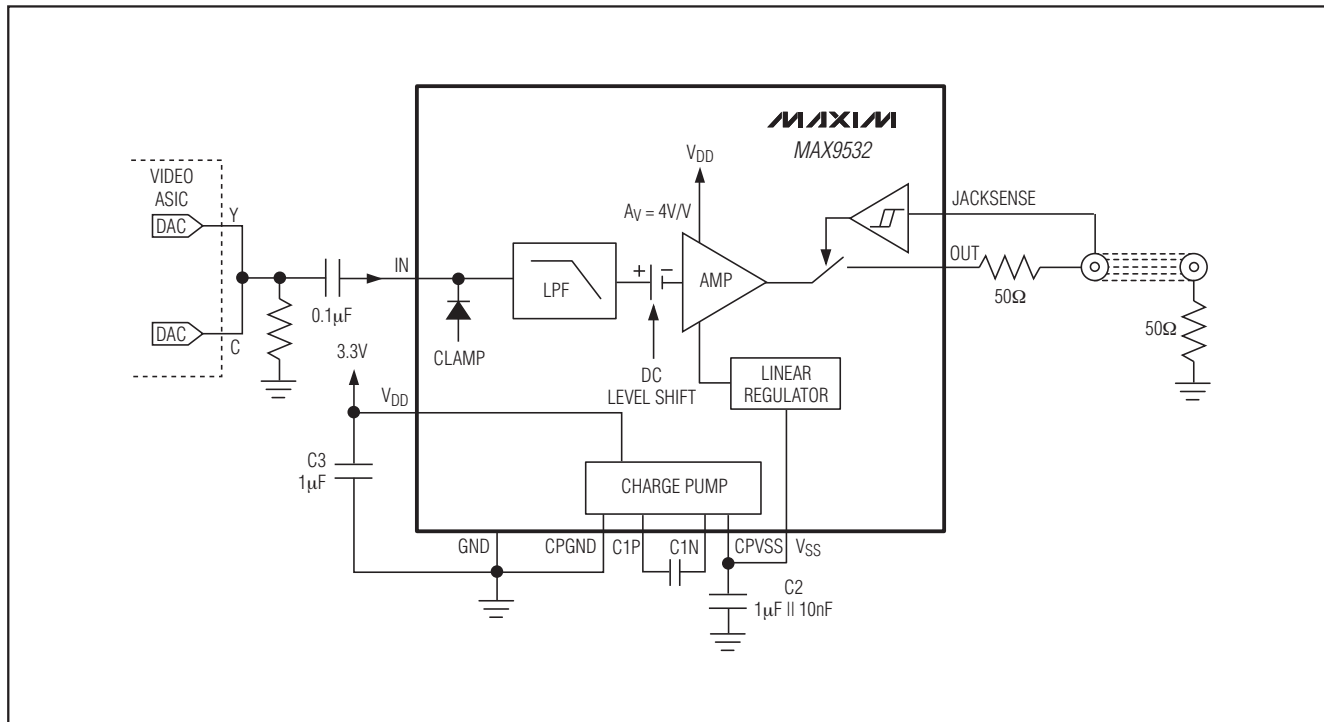 MAXIM
MAX9532
VDD
VIDEO
ASIC
DAC
Y
AV = 4V/V
JACKSENSE
IN
OUT
LPF
+ −
AMP
50Ω
0.1µF
DAC
C
CLAMP
50Ω
3.3V
DC
LEVEL SHIFT
LINEAR
REGULATOR
VDD
C3
1µF
CHARGE PUMP
GND
CPGND
C1P
C1N
CPVSS
VSS
C2
1µF || 10nF